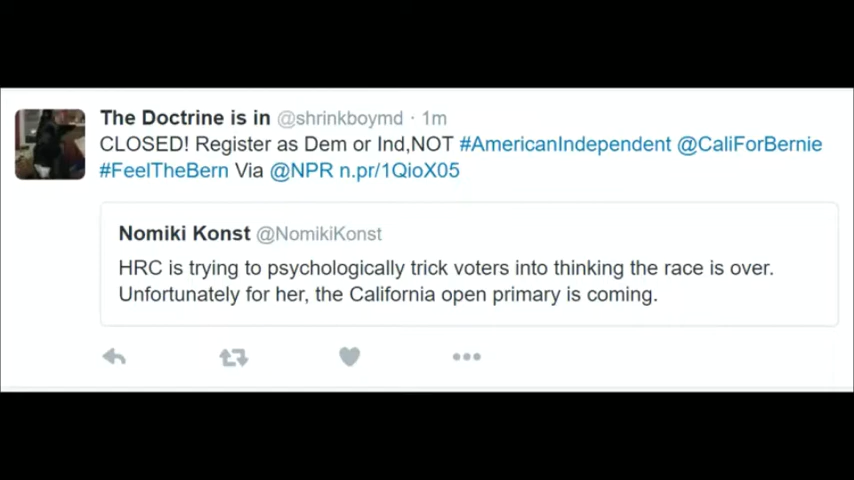 The Doctrine is in @shrinkboymd · 1m
CLOSED! Register as Dem or Ind,NOT #AmericanIndependent @CaliForBernie
#FeelTheBern Via @NPR n.pr/1QioX05
Nomiki Konst @NomikiKonst
HRC is trying to psychologically trick voters into thinking the race is over.
Unfortunately for her, the California open primary is coming.